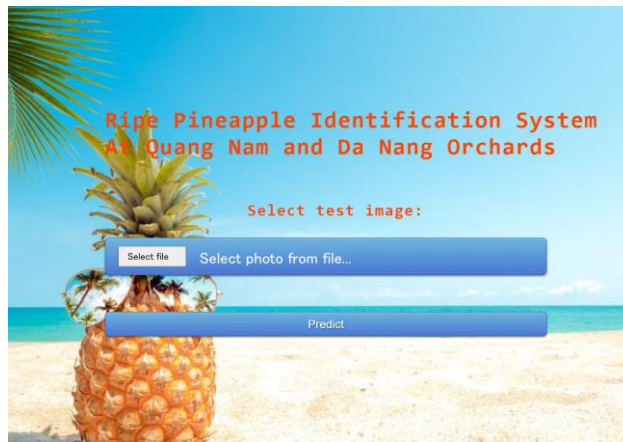 Ripe Pineapple Identification System
At Quang Nam and Da Nang Orchards
Select test image:
Select file Select photo from file...
Predict